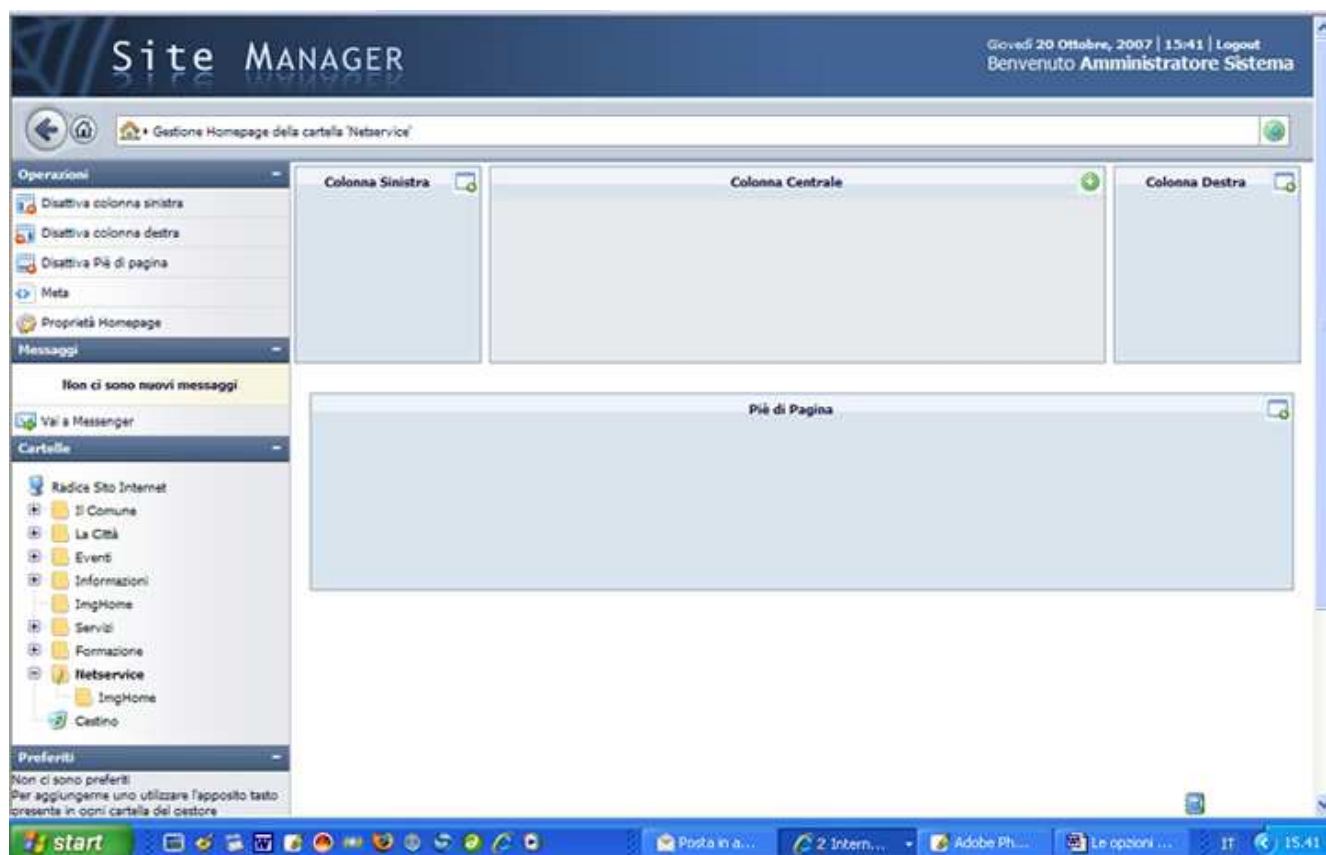 Site MANAGER
Giovedì 20 Ottobre, 2007 | 15:41 | Logout
Benvenuto Amministratore Sistema
Gestione Homepage della cartella 'Netservice'
Operazioni
Disattiva colonna sinistra
Disattiva colonna destra
Disattiva Piè di pagina
Meta
Proprietà Homepage
Messaggi
Non ci sono nuovi messaggi
Vai a Messenger
Cartelle
Radice Sito Internet
Il Comune
La Città
Eventi
Informazioni
ImgHome
Servizi
Formazione
Netservice
ImgHome
Cestino
Preferiti
Non ci sono preferiti
Per aggiungerne uno utilizzare l'apposito tasto
presente in ogni cartella del gestore
Colonna Sinistra
Colonna Centrale
Colonna Destra
Piè di Pagina
start
Posta in a...
2 Intern...
Adobe Ph...
Le opzioni ...
IT
15.41